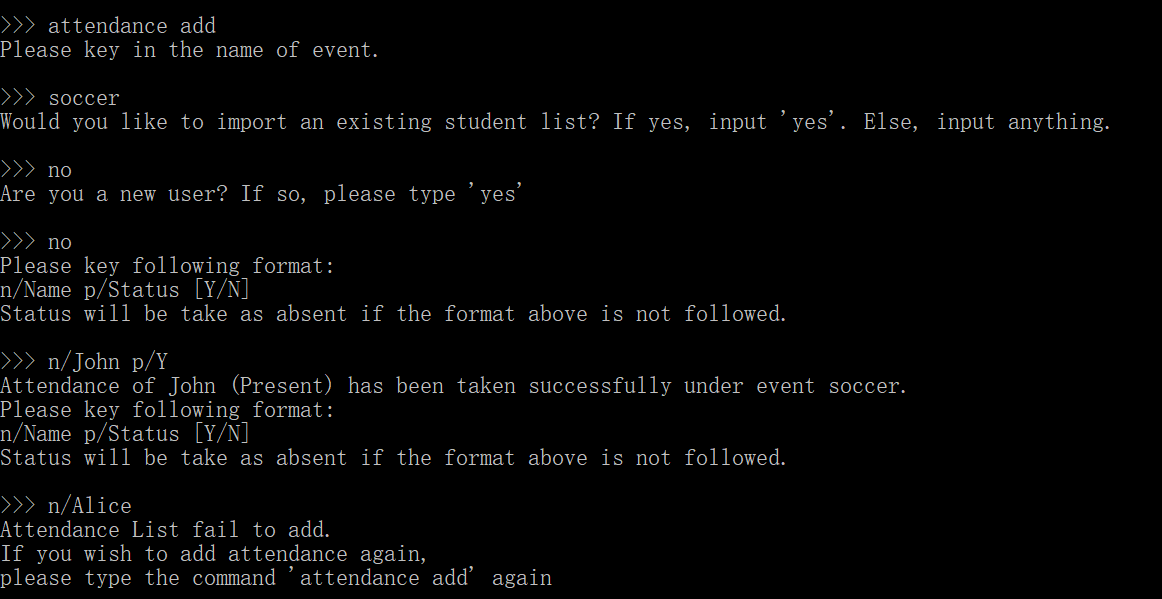 >>> attendance add
Please key in the name of event.
>>> soccer
Would you like to import an existing student list? If yes, input 'yes'. Else, input anything.
>>> no
Are you a new user? If so, please type 'yes'
>>> no
Please key following format:
n/Name p/Status [Y/N]
Status will be take as absent if the format above is not followed.
>>> n/John p/Y
Attendance of John (Present) has been taken successfully under event soccer.
Please key following format:
n/Name p/Status [Y/N]
Status will be take as absent if the format above is not followed.
>>> n/Alice
Attendance List fail to add.
If you wish to add attendance again,
please type the command 'attendance add' again